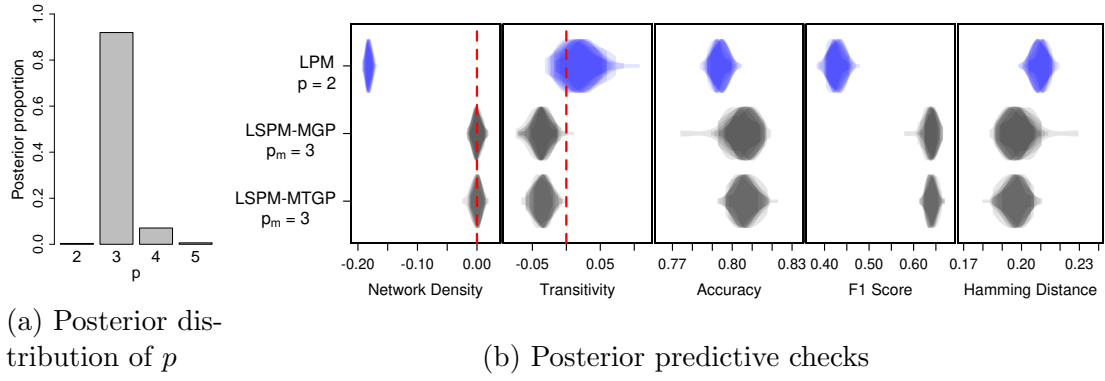 1.0
0.8
0.6
0.4
0.2
0.0
Posterior proportion
2 3 4 5
p
(a) Posterior dis-
tribution of p
LPM
p = 2
LSPM-MGP
pm = 3
LSPM-MTGP
pm = 3
-0.20 -0.10 0.00
Network Density
-0.05 0.05
Transitivity
0.77 0.80 0.83
Accuracy
0.40 0.50 0.60
F1 Score
0.17 0.20 0.23
Hamming Distance
(b) Posterior predictive checks